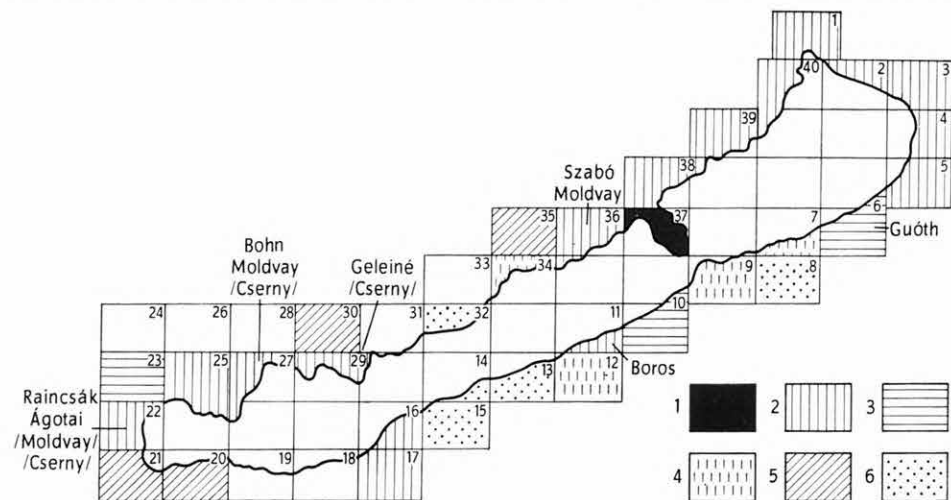 1
40 2 3
39 4
Szabó
Moldvay
38 5
35 36 37 7 6
Guóth
Bohn
Moldvay
/Cserny/
Geleiné
/Cserny/
33 34 9 8
24 26 28 30 31 32 11 10
23 25 27 29 14 13 12
Boros
Raincsák
Ágotai
/Moldvay/
/Cserny/
22 16 15
21 20 19 18 17
1 2 3
4 5 6